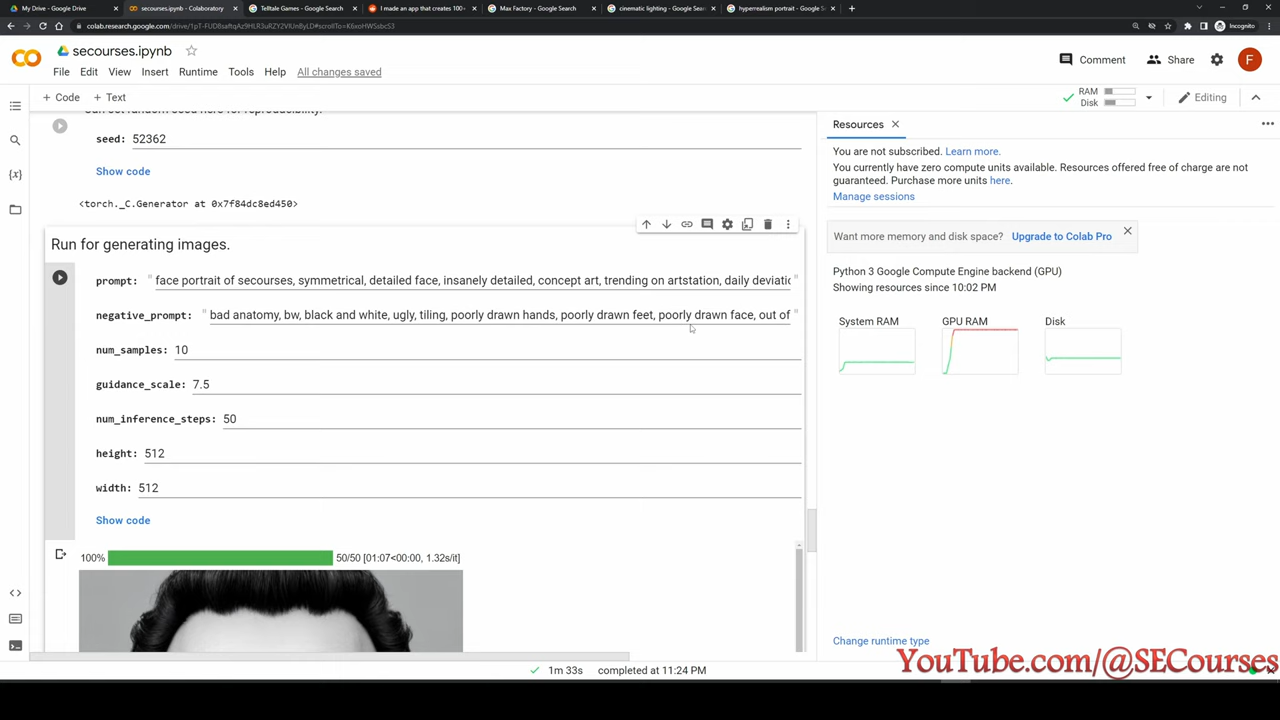 My Drive - Google Drive
secourses.ipynb - Colaboratory
Telltale Games - Google Search
I made an app that creates 100+
Max Factory - Google Search
cinematic lighting - Google Sea
hyperrealism portrait - Google S
colab.research.google.com/drive/
Incognito
secourses.ipynb
Comment
Share
F
File Edit View Insert Runtime Tools Help All changes saved
+ Code + Text
RAM
Disk
Editing
seed: 52362
Show code
<torch._C.Generator at 0x7f84dc8ed450>
Run for generating images.
prompt: " face portrait of secourses, symmetrical, detailed face, insanely detailed, concept art, trending on artstation, daily deviatio "
negative_prompt: " bad anatomy, bw, black and white, ugly, tiling, poorly drawn hands, poorly drawn feet, poorly drawn face, out of "
num_samples: 10
guidance_scale: 7.5
num_inference_steps: 50
height: 512
width: 512
Show code
100% 50/50 [01:07<00:00, 1.32s/it]
Resources
You are not subscribed. Learn more.
You currently have zero compute units available. Resources offered free of charge are not
guaranteed. Purchase more units here.
Manage sessions
Want more memory and disk space? Upgrade to Colab Pro
Python 3 Google Compute Engine backend (GPU)
Showing resources since 10:02 PM
System RAM
GPU RAM
Disk
Change runtime type
1m 33s completed at 11:24 PM
YouTube.com/@SECourses